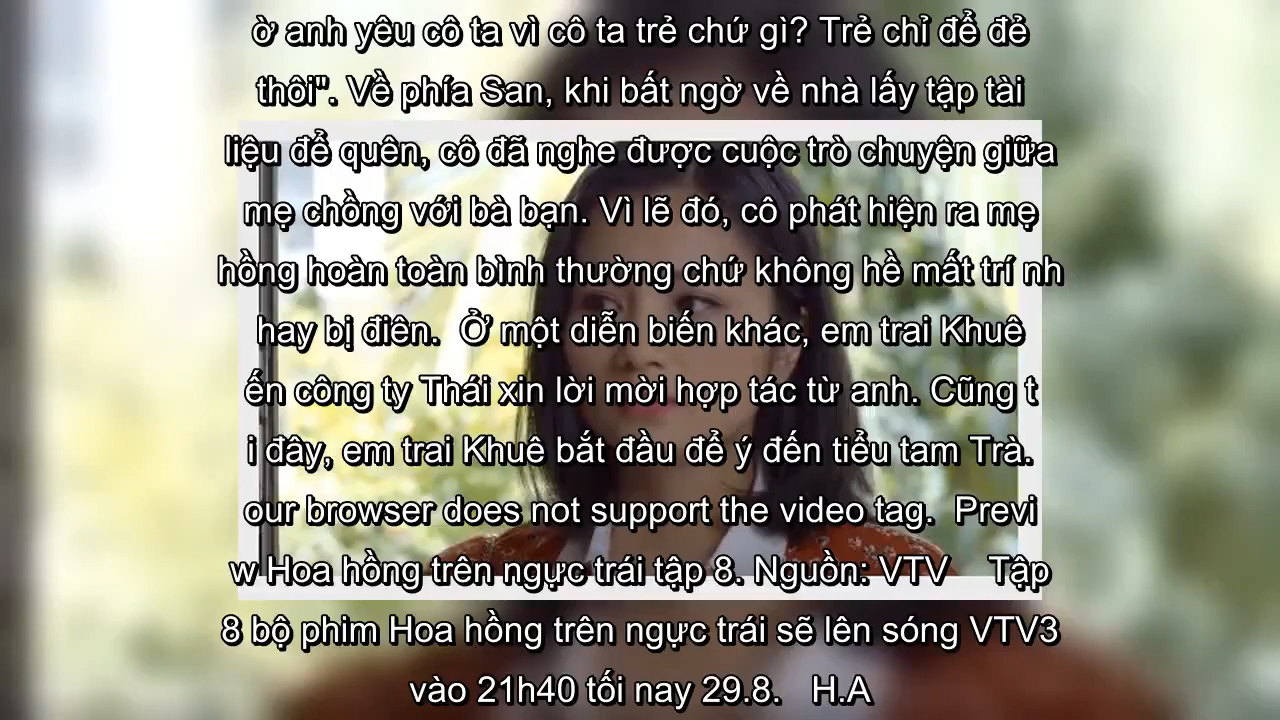 ờ anh yêu cô ta vì cô ta trẻ chứ gì? Trẻ chỉ để đẻ
thôi". Về phía San, khi bất ngờ về nhà lấy tập tài
liệu để quên, cô đã nghe được cuộc trò chuyện giữa
mẹ chồng với bà bạn. Vì lẽ đó, cô phát hiện ra mẹ
hồng hoàn toàn bình thường chứ không hề mất trí nh
hay bị điên.  Ở một diễn biến khác, em trai Khuê
ến công ty Thái xin lời mời hợp tác từ anh. Cũng t
i đây, em trai Khuê bắt đầu để ý đến tiểu tam Trà.
our browser does not support the video tag.  Previ
w Hoa hồng trên ngực trái tập 8. Nguồn: VTV    Tập
8 bộ phim Hoa hồng trên ngực trái sẽ lên sóng VTV3
vào 21h40 tối nay 29.8.   H.A